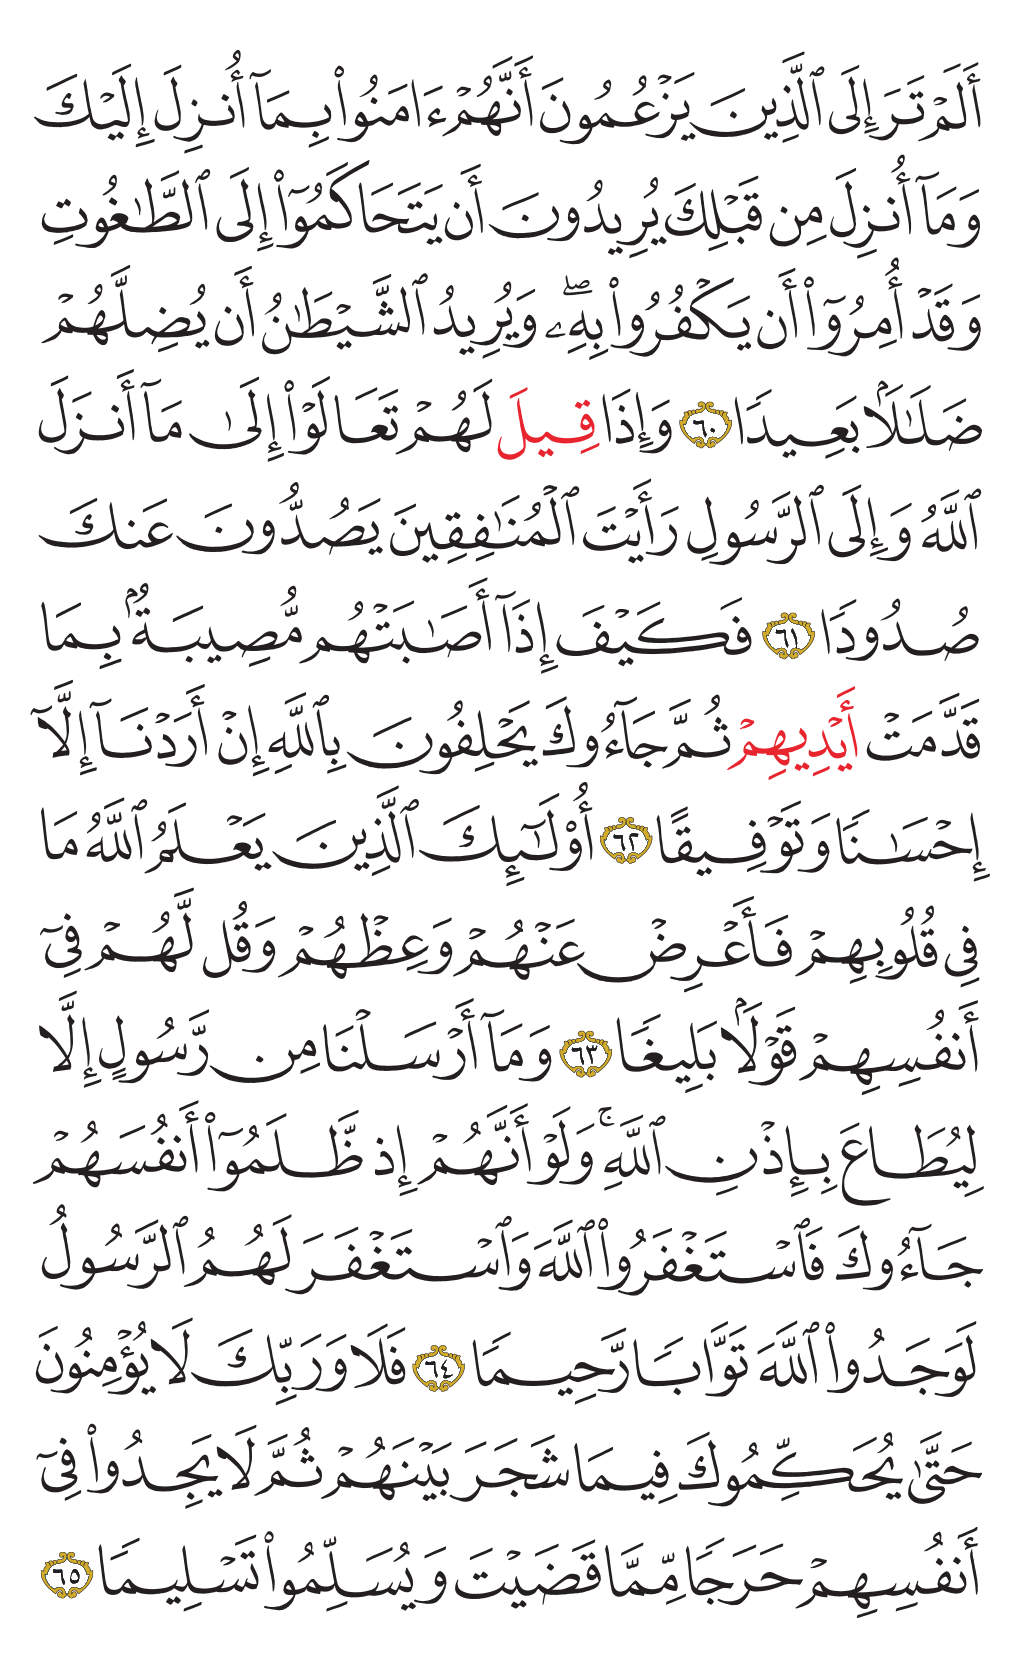 أَلَمۡ تَرَ إِلَى ٱلَّذِينَ يَزۡعُمُونَ أَنَّهُمۡ ءَامَنُواْ بِمَآ أُنزِلَ إِلَيۡكَ
وَمَآ أُنزِلَ مِن قَبۡلِكَ يُرِيدُونَ أَن يَتَحَاكَمُوٓاْ إِلَى ٱلطَّٰغُوتِ
وَقَدۡ أُمِرُوٓاْ أَن يَكۡفُرُواْ بِهِۦۖ وَيُرِيدُ ٱلشَّيۡطَٰنُ أَن يُضِلَّهُمۡ
ضَلَٰلَۢا بَعِيدٗا ٦٠ وَإِذَا قِيلَ لَهُمۡ تَعَالَوۡاْ إِلَىٰ مَآ أَنزَلَ
ٱللَّهُ وَإِلَى ٱلرَّسُولِ رَأَيۡتَ ٱلۡمُنَٰفِقِينَ يَصُدُّونَ عَنكَ
صُدُودٗا ٦١ فَكَيۡفَ إِذَآ أَصَٰبَتۡهُم مُّصِيبَةُۢ بِمَا
قَدَّمَتۡ أَيۡدِيهِمۡ ثُمَّ جَآءُوكَ يَحۡلِفُونَ بِٱللَّهِ إِنۡ أَرَدۡنَآ إِلَّآ
إِحۡسَٰنٗا وَتَوۡفِيقًا ٦٢ أُوْلَٰٓئِكَ ٱلَّذِينَ يَعۡلَمُ ٱللَّهُ مَا
فِي قُلُوبِهِمۡ فَأَعۡرِضۡ عَنۡهُمۡ وَعِظۡهُمۡ وَقُل لَّهُمۡ فِيٓ
أَنفُسِهِمۡ قَوۡلَۢا بَلِيغٗا ٦٣ وَمَآ أَرۡسَلۡنَا مِن رَّسُولٍ إِلَّا
لِيُطَاعَ بِإِذۡنِ ٱللَّهِۚ وَلَوۡ أَنَّهُمۡ إِذ ظَّلَمُوٓاْ أَنفُسَهُمۡ
جَآءُوكَ فَٱسۡتَغۡفَرُواْ ٱللَّهَ وَٱسۡتَغۡفَرَ لَهُمُ ٱلرَّسُولُ
لَوَجَدُواْ ٱللَّهَ تَوَّابٗا رَّحِيمٗا ٦٤ فَلَا وَرَبِّكَ لَا يُؤۡمِنُونَ
حَتَّىٰ يُحَكِّمُوكَ فِيمَا شَجَرَ بَيۡنَهُمۡ ثُمَّ لَا يَجِدُواْ فِيٓ
أَنفُسِهِمۡ حَرَجٗا مِّمَّا قَضَيۡتَ وَيُسَلِّمُواْ تَسۡلِيمٗا ٦٥